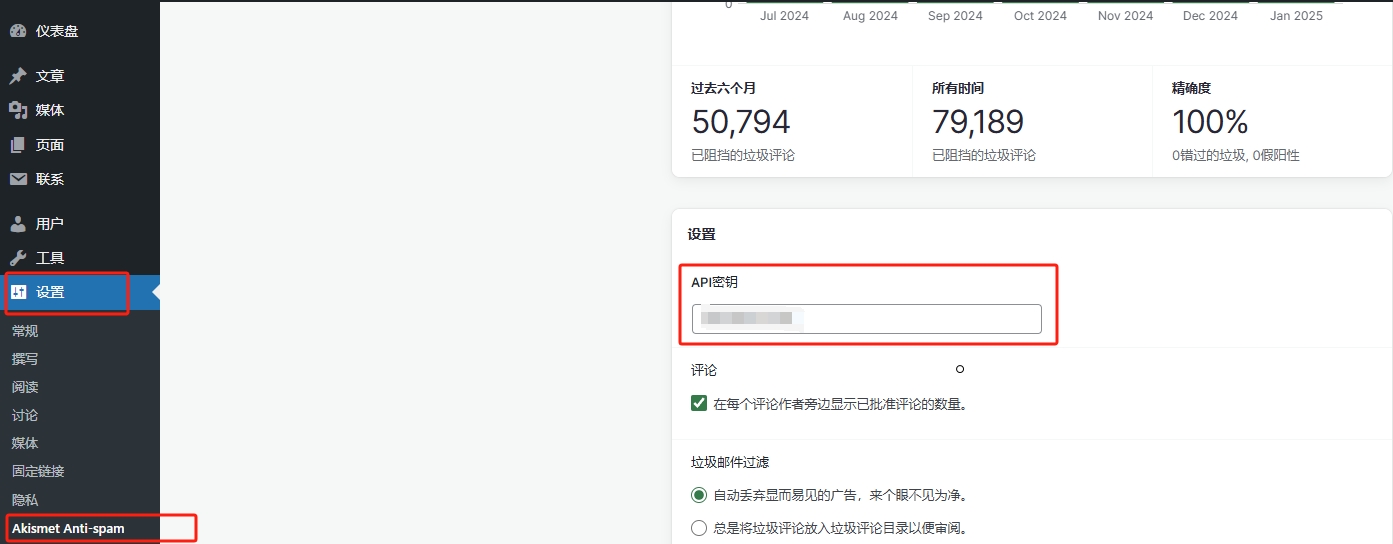 仪表盘
文章
媒体
页面
联系
用户
工具
设置
常规
撰写
阅读
讨论
媒体
固定链接
隐私
Akismet Anti-spam
0
Jul 2024 Aug 2024 Sep 2024 Oct 2024 Nov 2024 Dec 2024 Jan 2025
过去六个月
50,794
已阻挡的垃圾评论
所有时间
79,189
已阻挡的垃圾评论
精确度
100%
0错过的垃圾, 0假阳性
设置
API密钥
评论
在每个评论作者旁边显示已批准评论的数量。
垃圾邮件过滤
自动丢弃显而易见的广告，来个眼不见为净。
总是将垃圾评论放入垃圾评论目录以便审阅。